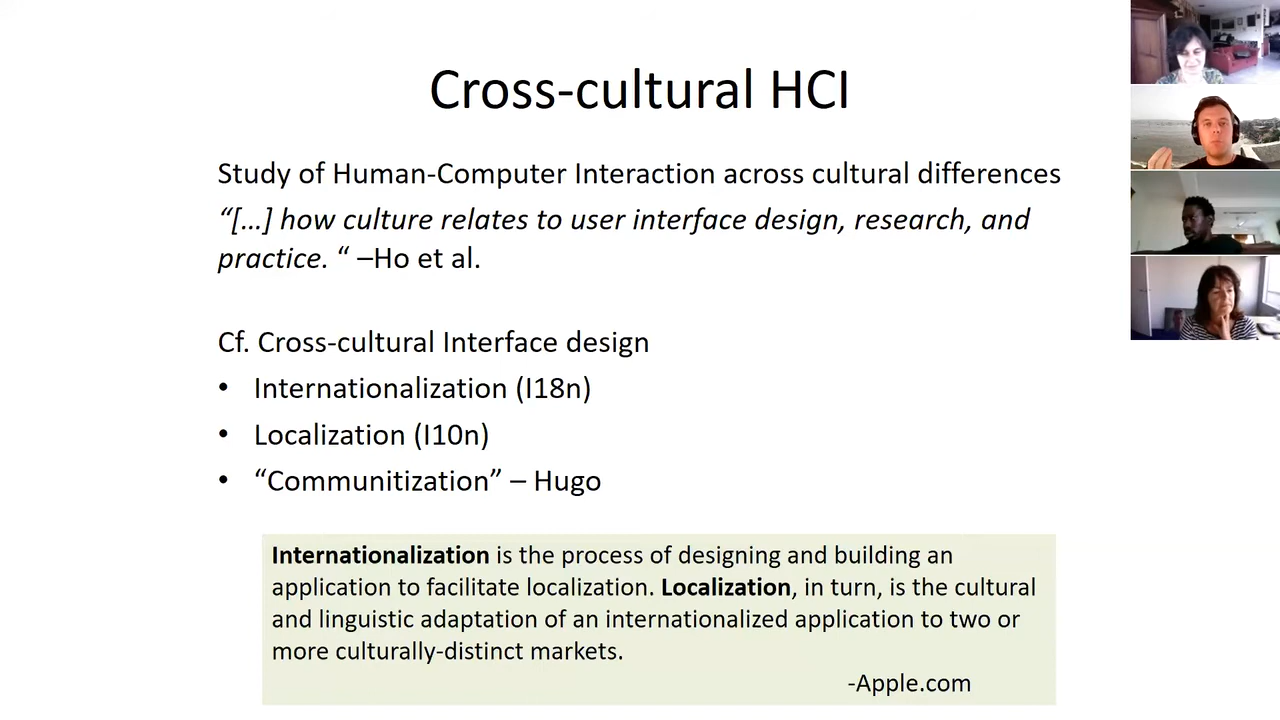 Cross-cultural HCI
Study of Human-Computer Interaction across cultural differences
“[…] how culture relates to user interface design, research, and
practice. “ –Ho et al.
Cf. Cross-cultural Interface design
• Internationalization (I18n)
• Localization (I10n)
• “Communitization” – Hugo
Internationalization is the process of designing and building an
application to facilitate localization. Localization, in turn, is the cultural
and linguistic adaptation of an internationalized application to two or
more culturally-distinct markets.
-Apple.com